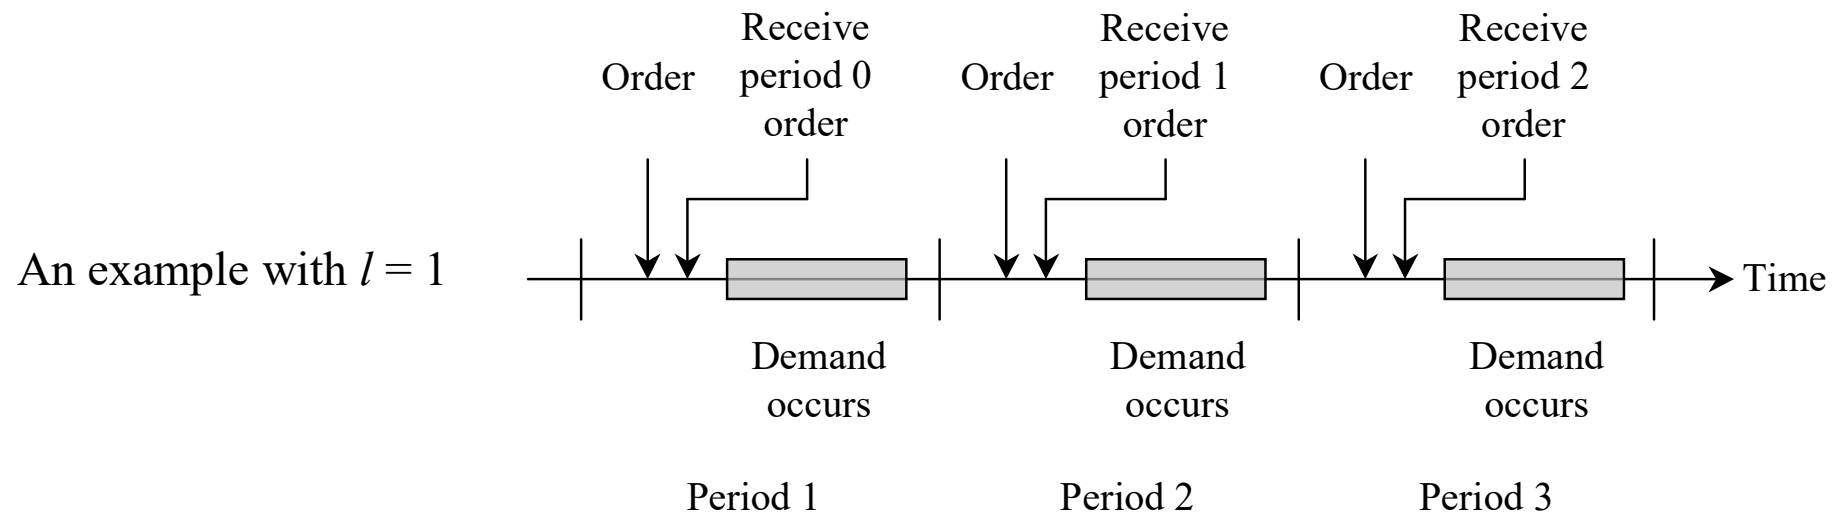 Receive
Order period 0
order
Receive
Order period 1
order
Receive
Order period 2
order
An example with l = 1
Time
Demand
occurs
Demand
occurs
Demand
occurs
Period 1
Period 2
Period 3